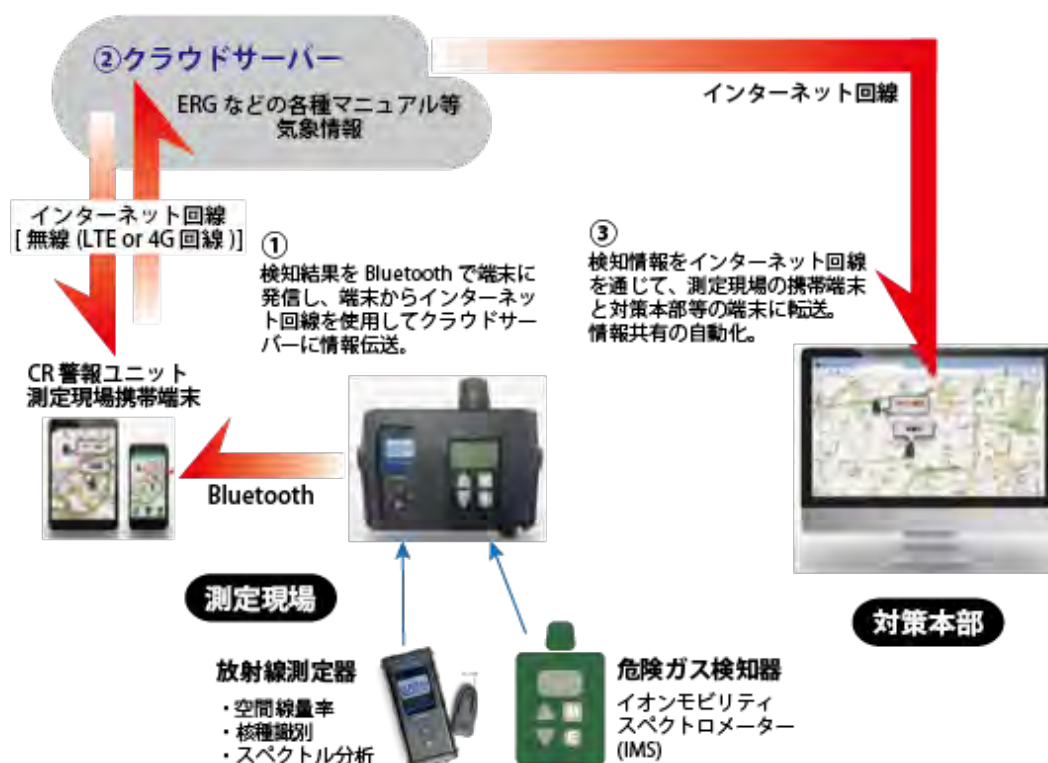 ②クラウドサーバー
ERG などの各種マニュアル等
気象情報
インターネット回線
インターネット回線
[ 無線 (LTE or 4G 回線 )]
①
検知結果を Bluetooth で端末に
発信し、端末からインターネッ
ト回線を使用してクラウドサー
バーに情報伝送。
③
検知情報をインターネット回線
を通じて、測定現場の携帯端末
と対策本部等の端末に転送。
情報共有の自動化。
CR 警報ユニット
測定現場携帯端末
Bluetooth
測定現場
対策本部
放射線測定器
・空間線量率
・核種識別
・スペクトル分析
危険ガス検知器
イオンモビリティ
スペクトロメーター
(IMS)